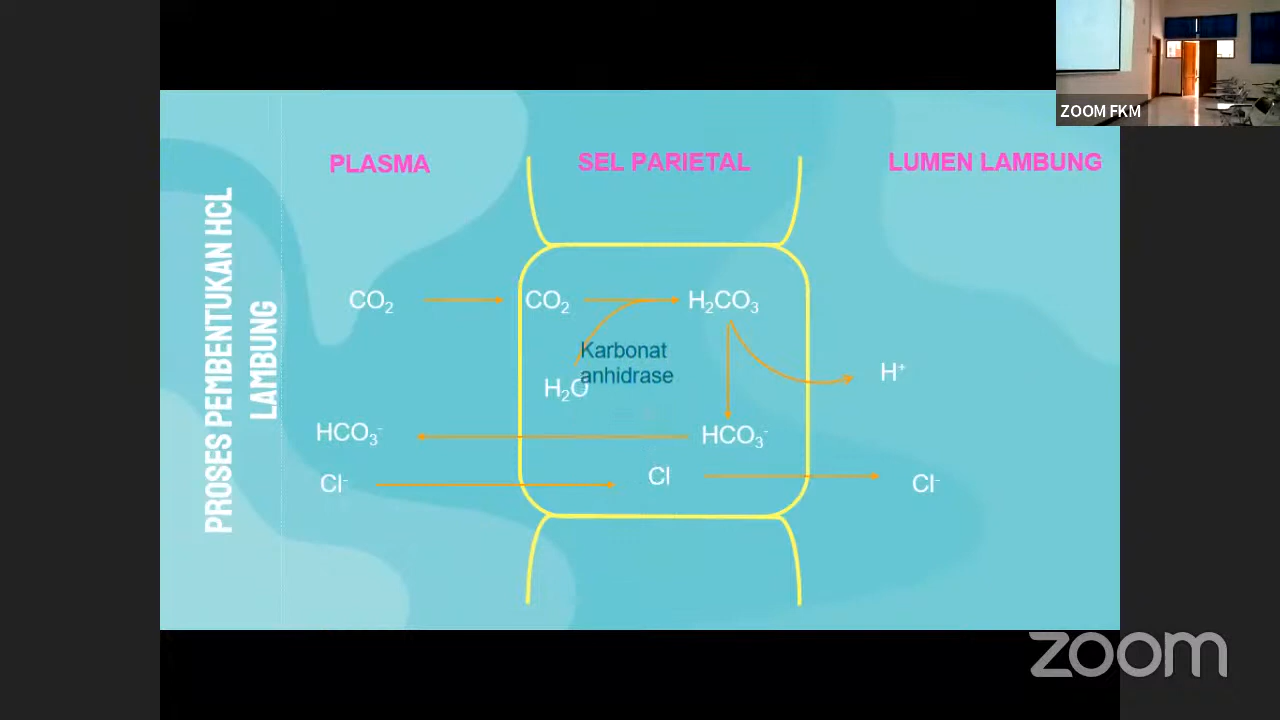 ZOOM FKM
PROSES PEMBENTUKAN HCL
LAMBUNG
PLASMA
SEL PARIETAL
LUMEN LAMBUNG
CO₂
CO₂
H₂CO₃
Karbonat
anhidrase
H₂O
H⁺
HCO₃⁻
HCO₃⁻
Cl⁻
Cl
Cl⁻
zoom